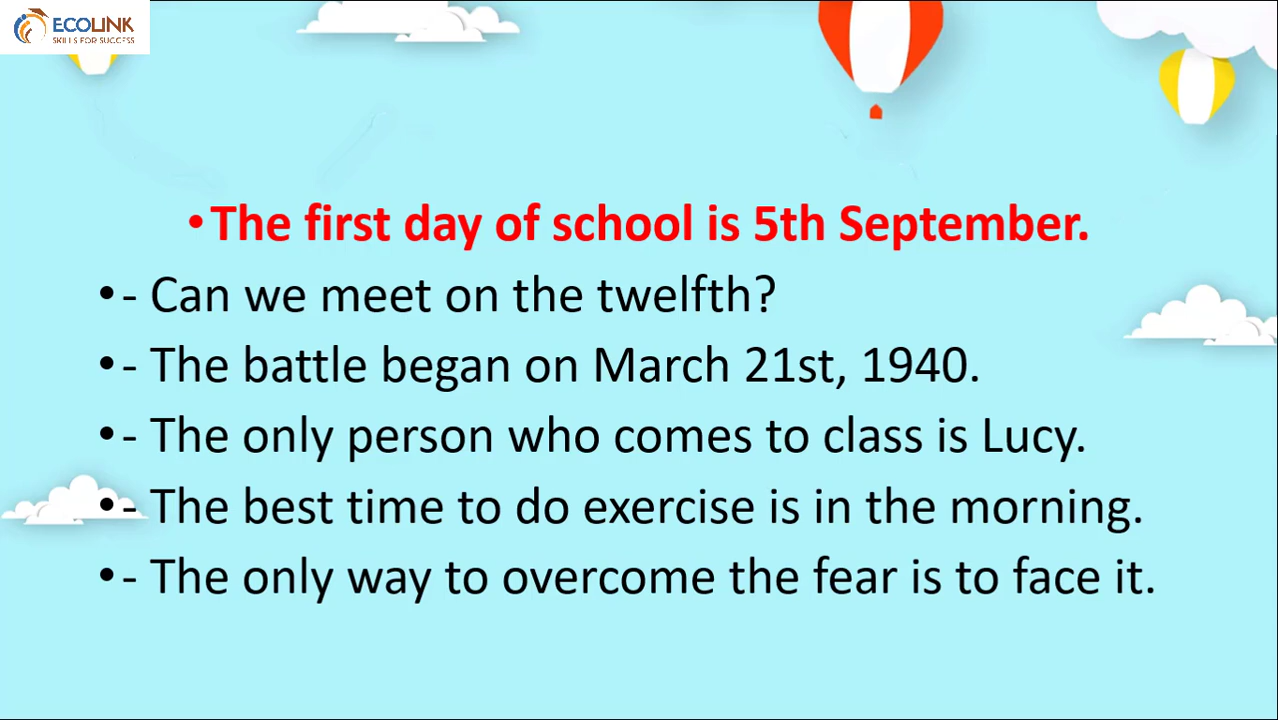 ECOLINK
SKILLS FOR SUCCESS
•The first day of school is 5th September.
•- Can we meet on the twelfth?
•- The battle began on March 21st, 1940.
•- The only person who comes to class is Lucy.
•- The best time to do exercise is in the morning.
•- The only way to overcome the fear is to face it.